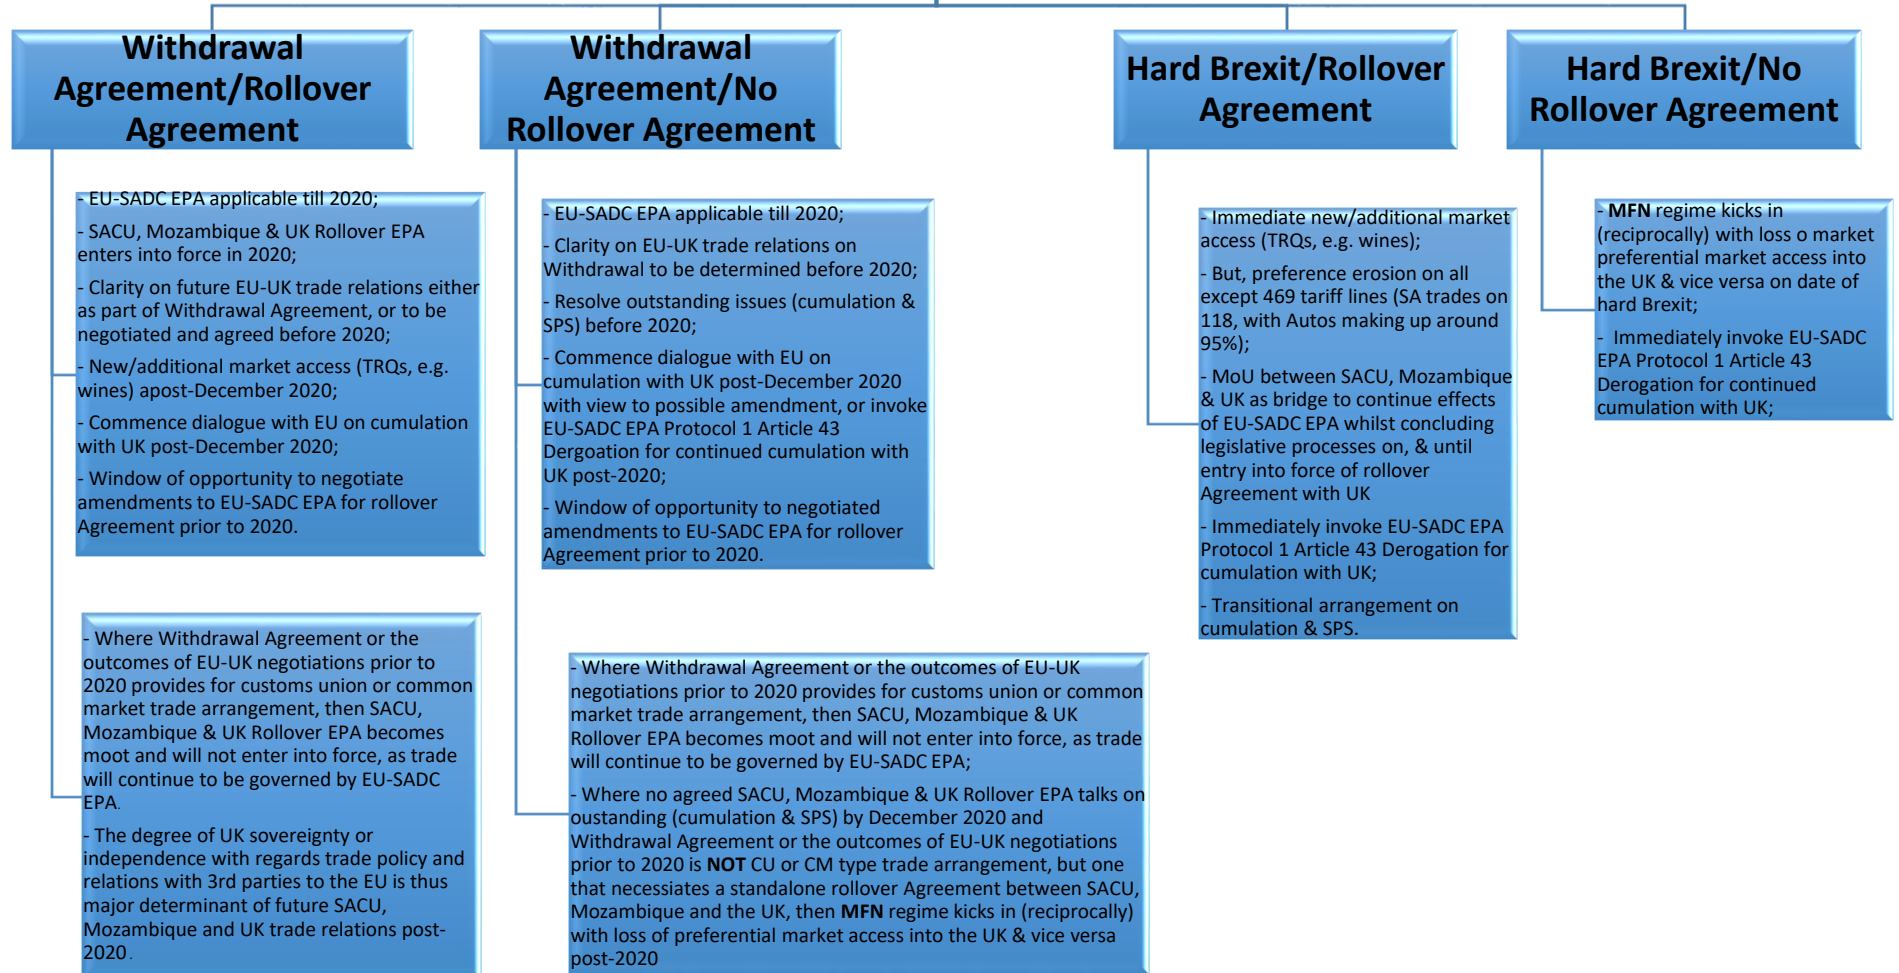 Withdrawal
Agreement/Rollover
Agreement
- EU-SADC EPA applicable till 2020;
- SACU, Mozambique & UK Rollover EPA
enters into force in 2020;
- Clarity on future EU-UK trade relations either
as part of Withdrawal Agreement, or to be
negotiated and agreed before 2020;
- New/additional market access (TRQs, e.g.
wines) apost-December 2020;
- Commence dialogue with EU on cumulation
with UK post-December 2020;
- Window of opportunity to negotiate
amendments to EU-SADC EPA for rollover
Agreement prior to 2020.
- Where Withdrawal Agreement or the
outcomes of EU-UK negotiations prior to
2020 provides for customs union or common
market trade arrangement, then SACU,
Mozambique & UK Rollover EPA becomes
moot and will not enter into force, as trade
will continue to be governed by EU-SADC
EPA.
- The degree of UK sovereignty or
independence with regards trade policy and
relations with 3rd parties to the EU is thus
major determinant of future SACU,
Mozambique and UK trade relations post-
2020.
Withdrawal
Agreement/No
Rollover Agreement
- EU-SADC EPA applicable till 2020;
- Clarity on EU-UK trade relations on
Withdrawal to be determined before 2020;
- Resolve outstanding issues (cumulation &
SPS) before 2020;
- Commence dialogue with EU on
cumulation with UK post-December 2020
with view to possible amendment, or invoke
EU-SADC EPA Protocol 1 Article 43
Dergoation for continued cumulation with
UK post-2020;
- Window of opportunity to negotiated
amendments to EU-SADC EPA for rollover
Agreement prior to 2020.
- Where Withdrawal Agreement or the outcomes of EU-UK
negotiations prior to 2020 provides for customs union or common
market trade arrangement, then SACU, Mozambique & UK
Rollover EPA becomes moot and will not enter into force, as trade
will continue to be governed by EU-SADC EPA;
- Where no agreed SACU, Mozambique & UK Rollover EPA talks on
oustanding (cumulation & SPS) by December 2020 and
Withdrawal Agreement or the outcomes of EU-UK negotiations
prior to 2020 is NOT CU or CM type trade arrangement, but one
that necessiates a standalone rollover Agreement between SACU,
Mozambique and the UK, then MFN regime kicks in (reciprocally)
with loss of preferential market access into the UK & vice versa
post-2020
Hard Brexit/Rollover
Agreement
- Immediate new/additional market
access (TRQs, e.g. wines);
- But, preference erosion on all
except 469 tariff lines (SA trades on
118, with Autos making up around
95%);
- MoU between SACU, Mozambique
& UK as bridge to continue effects
of EU-SADC EPA whilst concluding
legislative processes on, & until
entry into force of rollover
Agreement with UK
- Immediately invoke EU-SADC EPA
Protocol 1 Article 43 Derogation for
cumulation with UK;
- Transitional arrangement on
cumulation & SPS.
Hard Brexit/No
Rollover Agreement
- MFN regime kicks in
(reciprocally) with loss o market
preferential market access into
the UK & vice versa on date of
hard Brexit;
- Immediately invoke EU-SADC
EPA Protocol 1 Article 43
Derogation for continued
cumulation with UK;